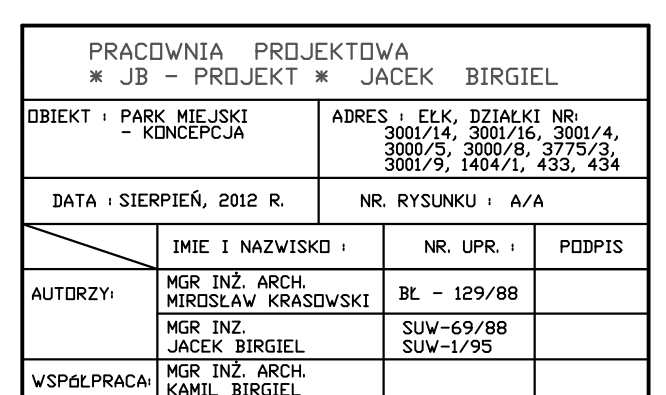 PRACOWNIA PROJEKTOWA
* JB - PROJEKT * JACEK BIRGIEL
OBIEKT : PARK MIEJSKI
- KONCEPCJA
ADRES : EŁK, DZIAŁKI NR:
3001/14, 3001/16, 3001/4,
3000/5, 3000/8, 3775/3,
3001/9, 1404/1, 433, 434
DATA : SIERPIEŃ, 2012 R.
NR. RYSUNKU : A/A
IMIE I NAZWISKO :
NR. UPR. :
PODPIS
AUTORZY:
MGR INŻ. ARCH.
MIROSŁAW KRASOWSKI
BŁ - 129/88
MGR INZ.
JACEK BIRGIEL
SUW-69/88
SUW-1/95
WSPÓŁPRACA:
MGR INŻ. ARCH.
KAMIL BIRGIEL